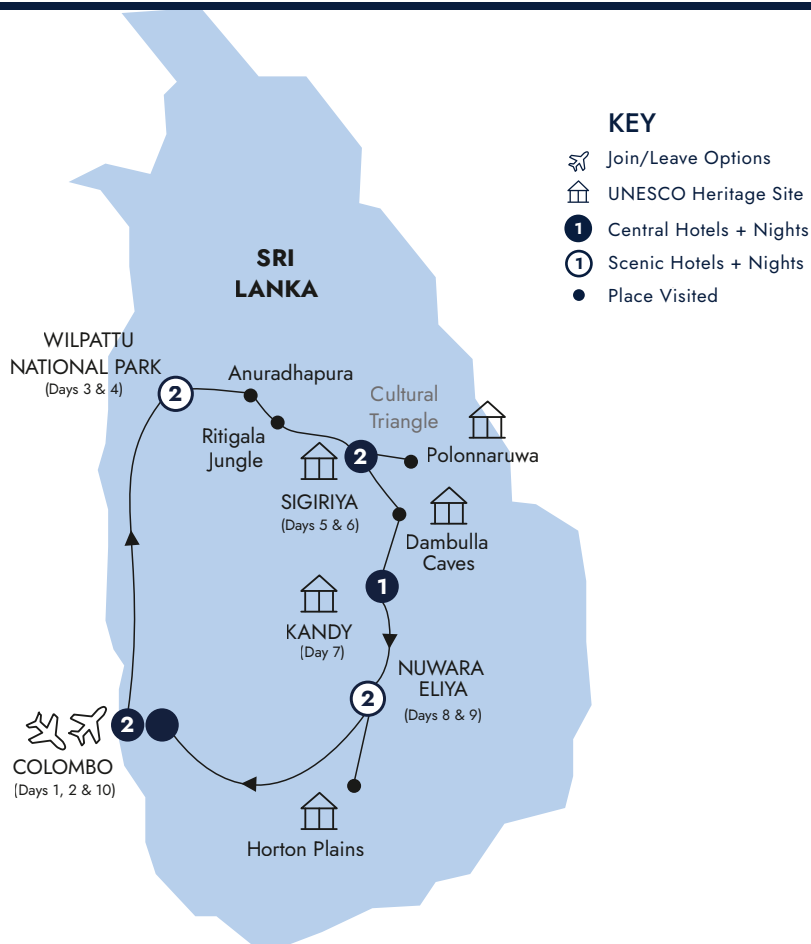 KEY
Join/Leave Options
UNESCO Heritage Site
1 Central Hotels + Nights
1 Scenic Hotels + Nights
Place Visited
SRI
LANKA
WILPATTU
NATIONAL PARK
(Days 3 & 4)
2
Anuradhapura
Ritigala
Jungle
Cultural
Triangle
2
Polonnaruwa
SIGIRIYA
(Days 5 & 6)
Dambulla
Caves
1
KANDY
(Day 7)
NUWARA
ELIYA
(Days 8 & 9)
2
2
COLOMBO
(Days 1, 2 & 10)
Horton Plains